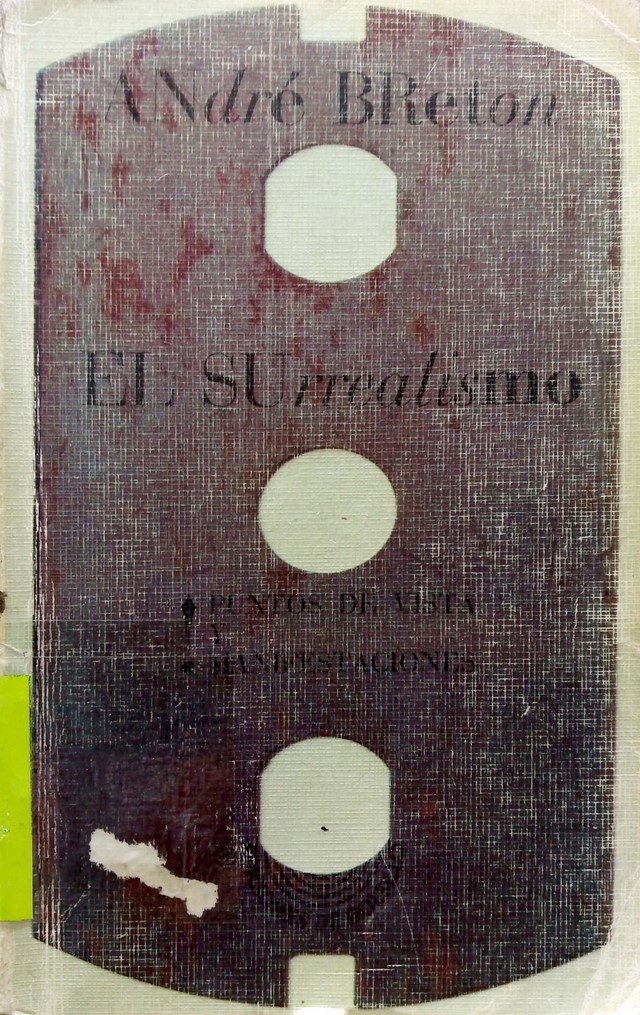 ANdré BReton
EL SUrrealismo
PUNTOS DE VISTA
Y
MANIFESTACIONES